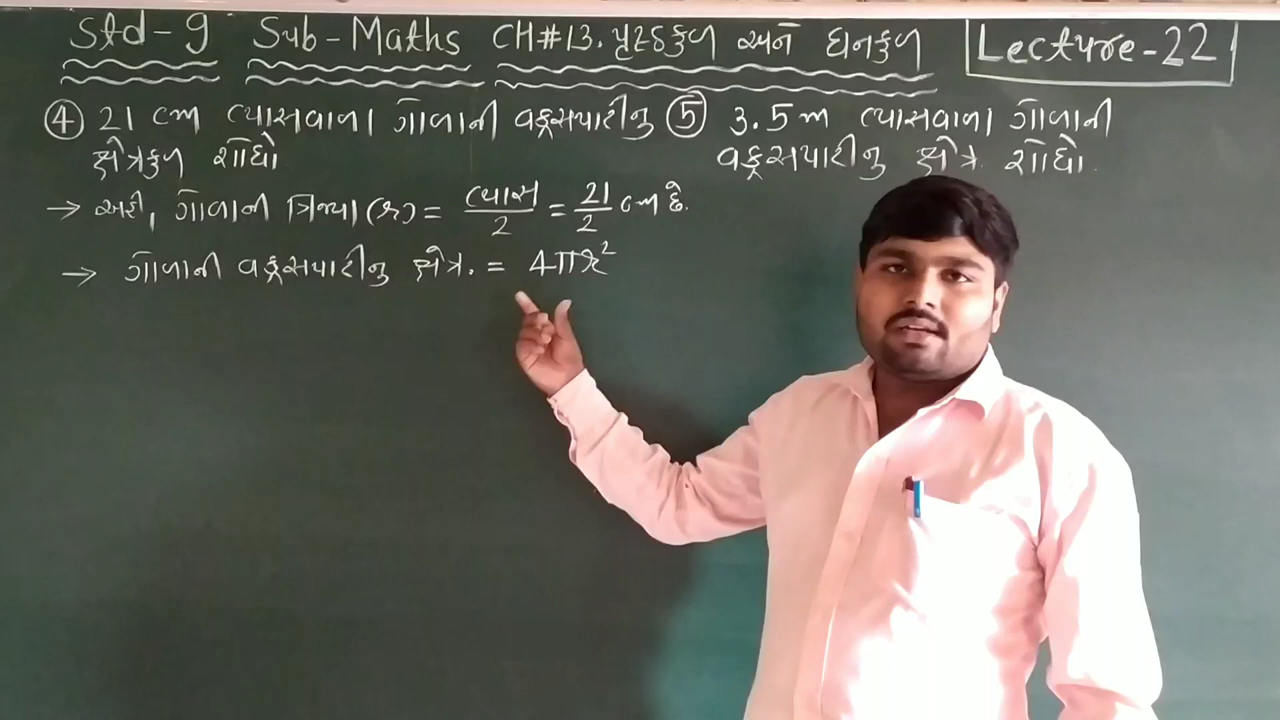 Std-9 Sub-Maths CH#13. પૃષ્ઠફળ અને ઘનફળ Lecture-22
④ 21 cm વ્યાસવાળા ગોળાની વક્રસપાટીનુ
ક્ષેત્રફળ શોધો
→ અહી, ગોળાની ત્રિજ્યા (r) = વ્યાસ/2 = 21/2 cm છે.
→ ગોળાની વક્રસપાટીનુ ક્ષેત્ર. = 4πr²
⑤ 3.5m વ્યાસવાળા ગોળાની
વક્રસપાટીનુ ક્ષેત્ર. શોધો.